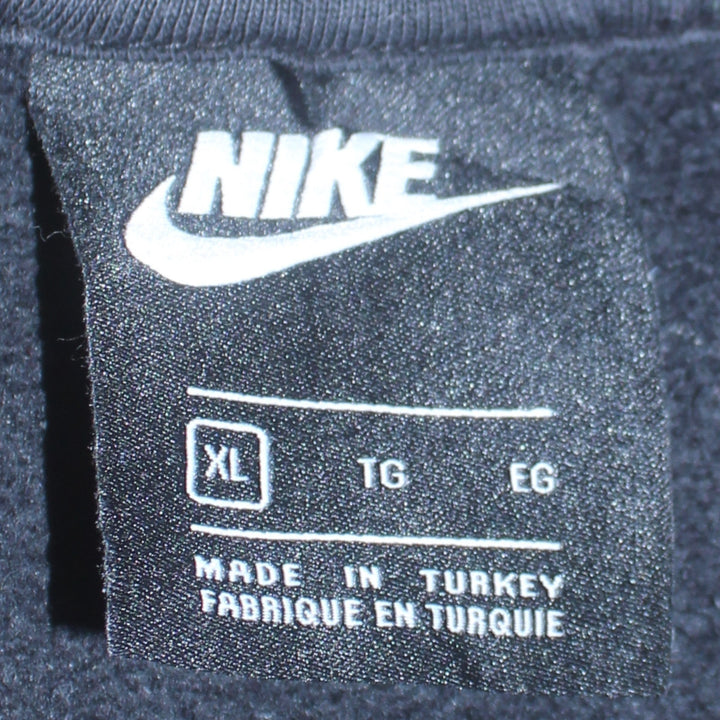 NIKE
XL TG EG
MADE IN TURKEY
FABRIQUE EN TURQUIE